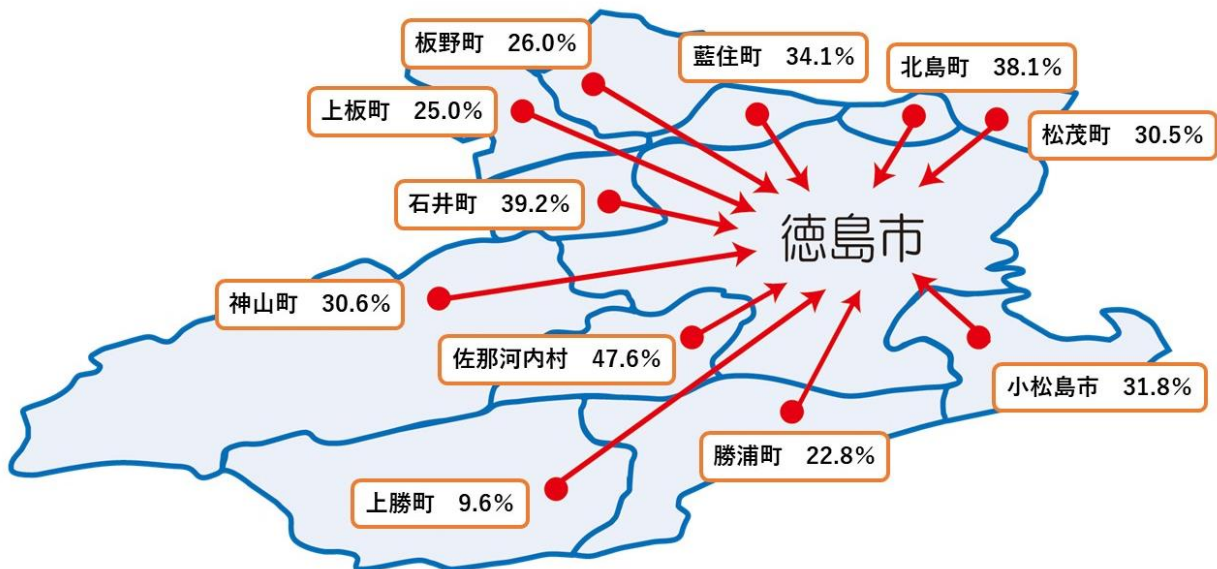 板野町　26.0%
藍住町　34.1%
北島町　38.1%
上板町　25.0%
松茂町　30.5%
石井町　39.2%
徳島市
神山町　30.6%
佐那河内村　47.6%
小松島市　31.8%
勝浦町　22.8%
上勝町　9.6%